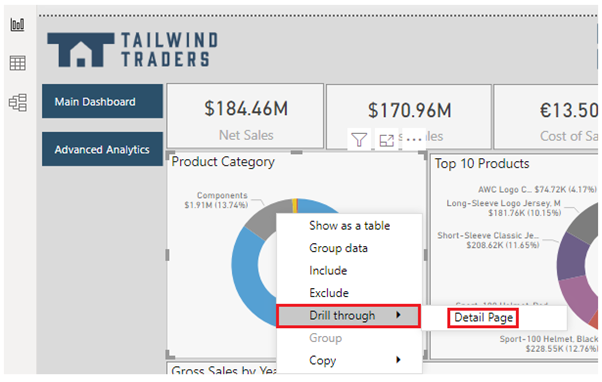 TAILWIND
TRADERS
Main Dashboard
Advanced Analytics
$184.46M
Net Sales
$170.96M
€13.50
Cost of Sa
Product Category
Components
$1.91M (13.74%)
Show as a table
Group data
Include
Exclude
Drill through
Detail Page
Group
Copy
Top 10 Products
AWC Logo C... $74.72K (4.17%)
Long-Sleeve Logo Jersey, M
$181.76K (10.15%)
Short-Sleeve Classic Je...
$208.62K (11.65%)
Sport-100 Helmet, Black
$228.55K (12.76%)
Gross Sales by Yea